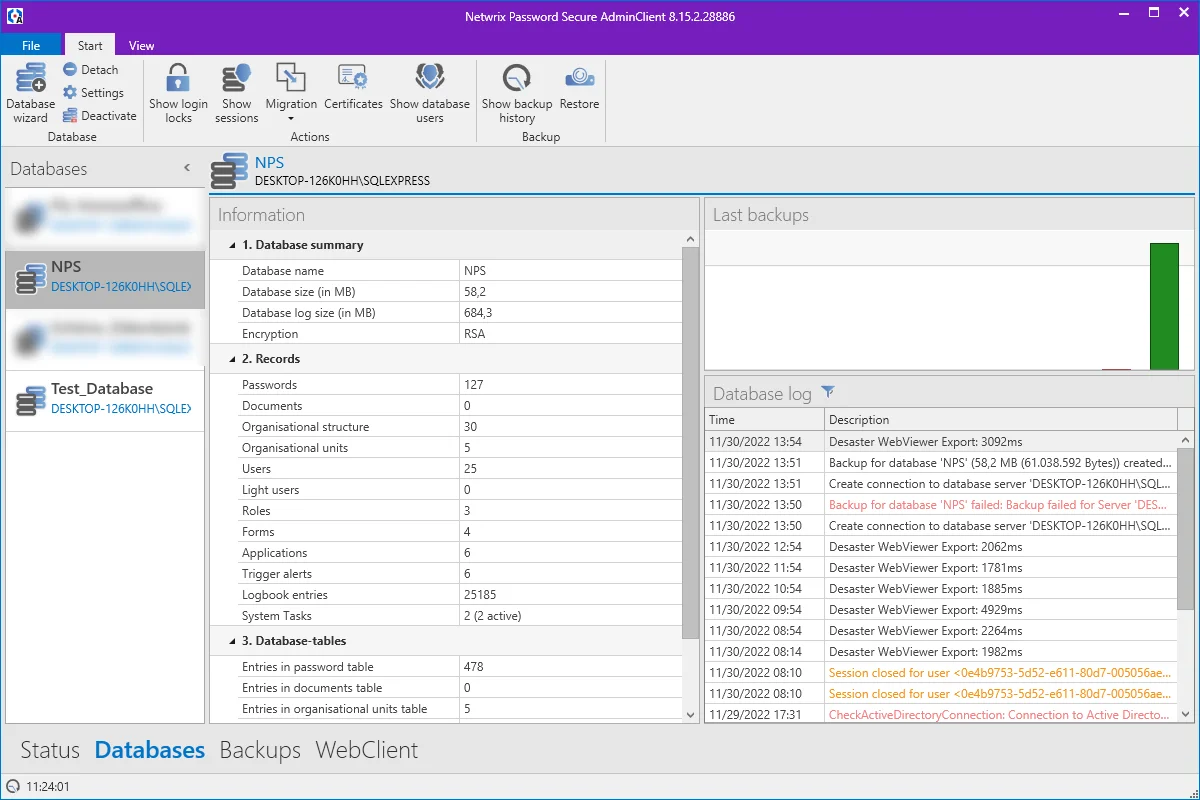 Netwrix Password Secure AdminClient 8.15.2.28886
File Start View
Database wizard
Detach
Settings
Deactivate
Database
Show login locks
Show sessions
Migration
Certificates
Show database users
Actions
Show backup history
Restore
Backup
Databases
NPS
DESKTOP-126K0HH\SQLEX
Test_Database
DESKTOP-126K0HH\SQLEX
NPS
DESKTOP-126K0HH\SQLEXPRESS
Information
1. Database summary
Database name NPS
Database size (in MB) 58,2
Database log size (in MB) 684,3
Encryption RSA
2. Records
Passwords 127
Documents 0
Organisational structure 30
Organisational units 5
Users 25
Light users 0
Roles 3
Forms 4
Applications 6
Trigger alerts 6
Logbook entries 25185
System Tasks 2 (2 active)
3. Database-tables
Entries in password table 478
Entries in documents table 0
Entries in organisational units table 5
Last backups
Database log
Time Description
11/30/2022 13:54 Desaster WebViewer Export: 3092ms
11/30/2022 13:51 Backup for database 'NPS' (58,2 MB (61.038.592 Bytes)) created...
11/30/2022 13:51 Create connection to database server 'DESKTOP-126K0HH\SQL...
11/30/2022 13:50 Backup for database 'NPS' failed: Backup failed for Server 'DES...
11/30/2022 13:50 Create connection to database server 'DESKTOP-126K0HH\SQL...
11/30/2022 12:54 Desaster WebViewer Export: 2062ms
11/30/2022 11:54 Desaster WebViewer Export: 1781ms
11/30/2022 10:54 Desaster WebViewer Export: 1885ms
11/30/2022 09:54 Desaster WebViewer Export: 4929ms
11/30/2022 08:54 Desaster WebViewer Export: 2264ms
11/30/2022 08:14 Desaster WebViewer Export: 1982ms
11/30/2022 08:10 Session closed for user <0e4b9753-5d52-e611-80d7-005056ae...
11/30/2022 08:10 Session closed for user <0e4b9753-5d52-e611-80d7-005056ae...
11/29/2022 17:31 CheckActiveDirectoryConnection: Connection to Active Directo...
Status Databases Backups WebClient
11:24:01